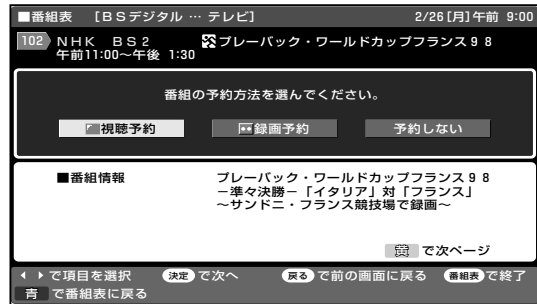 ■番組表 [BSデジタル … テレビ] 2/26[月]午前 9:00
102 NHK BS2 プレーバック・ワールドカップフランス98
午前11:00~午後 1:30
番組の予約方法を選んでください。
視聴予約 録画予約 予約しない
■番組情報 プレーバック・ワールドカップフランス98
−準々決勝−「イタリア」対「フランス」
~サンドニ・フランス競技場で録画~
黄 で次ページ
で項目を選択 決定 で次へ 戻る で前の画面に戻る 番組表 で終了
青 で番組表に戻る